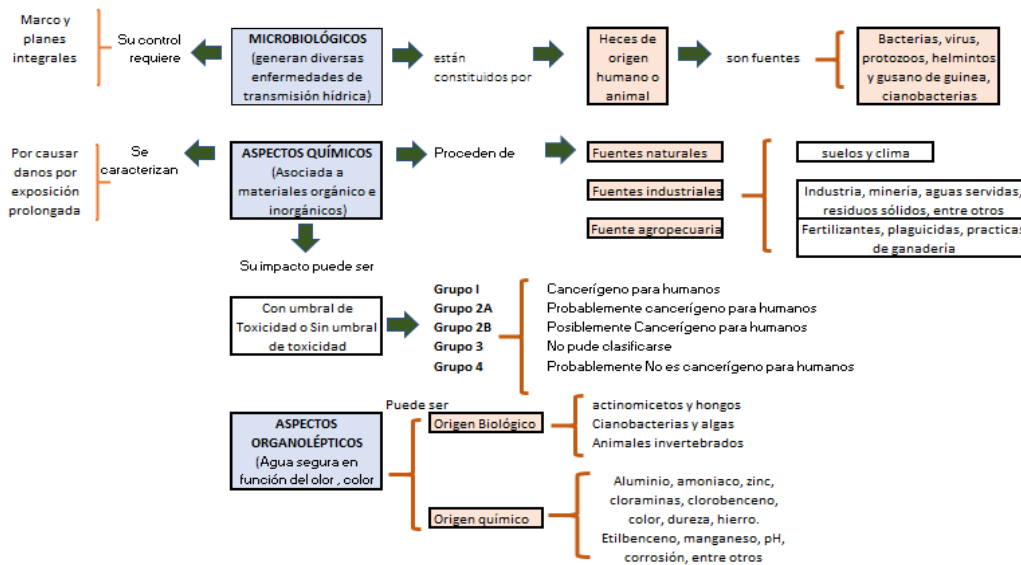 Marco y
planes
integrales
Su control
requiere
MICROBIOLÓGICOS
(generan diversas
enfermedades de
transmisión hídrica)
están
constituidos por
Heces de
origen
humano o
animal
son fuentes
Bacterias, virus,
protozoos, helmintos
y gusano de guinea,
cianobacterias
Por causar
danos por
exposición
prolongada
Se
caracterizan
ASPECTOS QUÍMICOS
(Asociada a
materiales orgánico e
inorgánicos)
Proceden de
Fuentes naturales
Fuentes industriales
Fuente agropecuaria
suelos y clima
Industria, minería, aguas servidas,
residuos sólidos, entre otros
Fertilizantes, plaguicidas, practicas
de ganadería
Su impacto puede ser
Con umbral de
Toxicidad o Sin umbral
de toxicidad
Grupo I
Grupo 2A
Grupo 2B
Grupo 3
Grupo 4
Cancerígeno para humanos
Probablemente cancerígeno para humanos
Posiblemente Cancerígeno para humanos
No pude clasificarse
Probablemente No es cancerígeno para humanos
ASPECTOS
ORGANOLÉPTICOS
(Agua segura en
función del olor , color
Puede ser
Origen Biológico
actinomicetos y hongos
Cianobacterias y algas
Animales invertebrados
Origen químico
Aluminio, amoniaco, zinc,
cloraminas, clorobenceno,
color, dureza, hierro.
Etilbenceno, manganeso, pH,
corrosión, entre otros